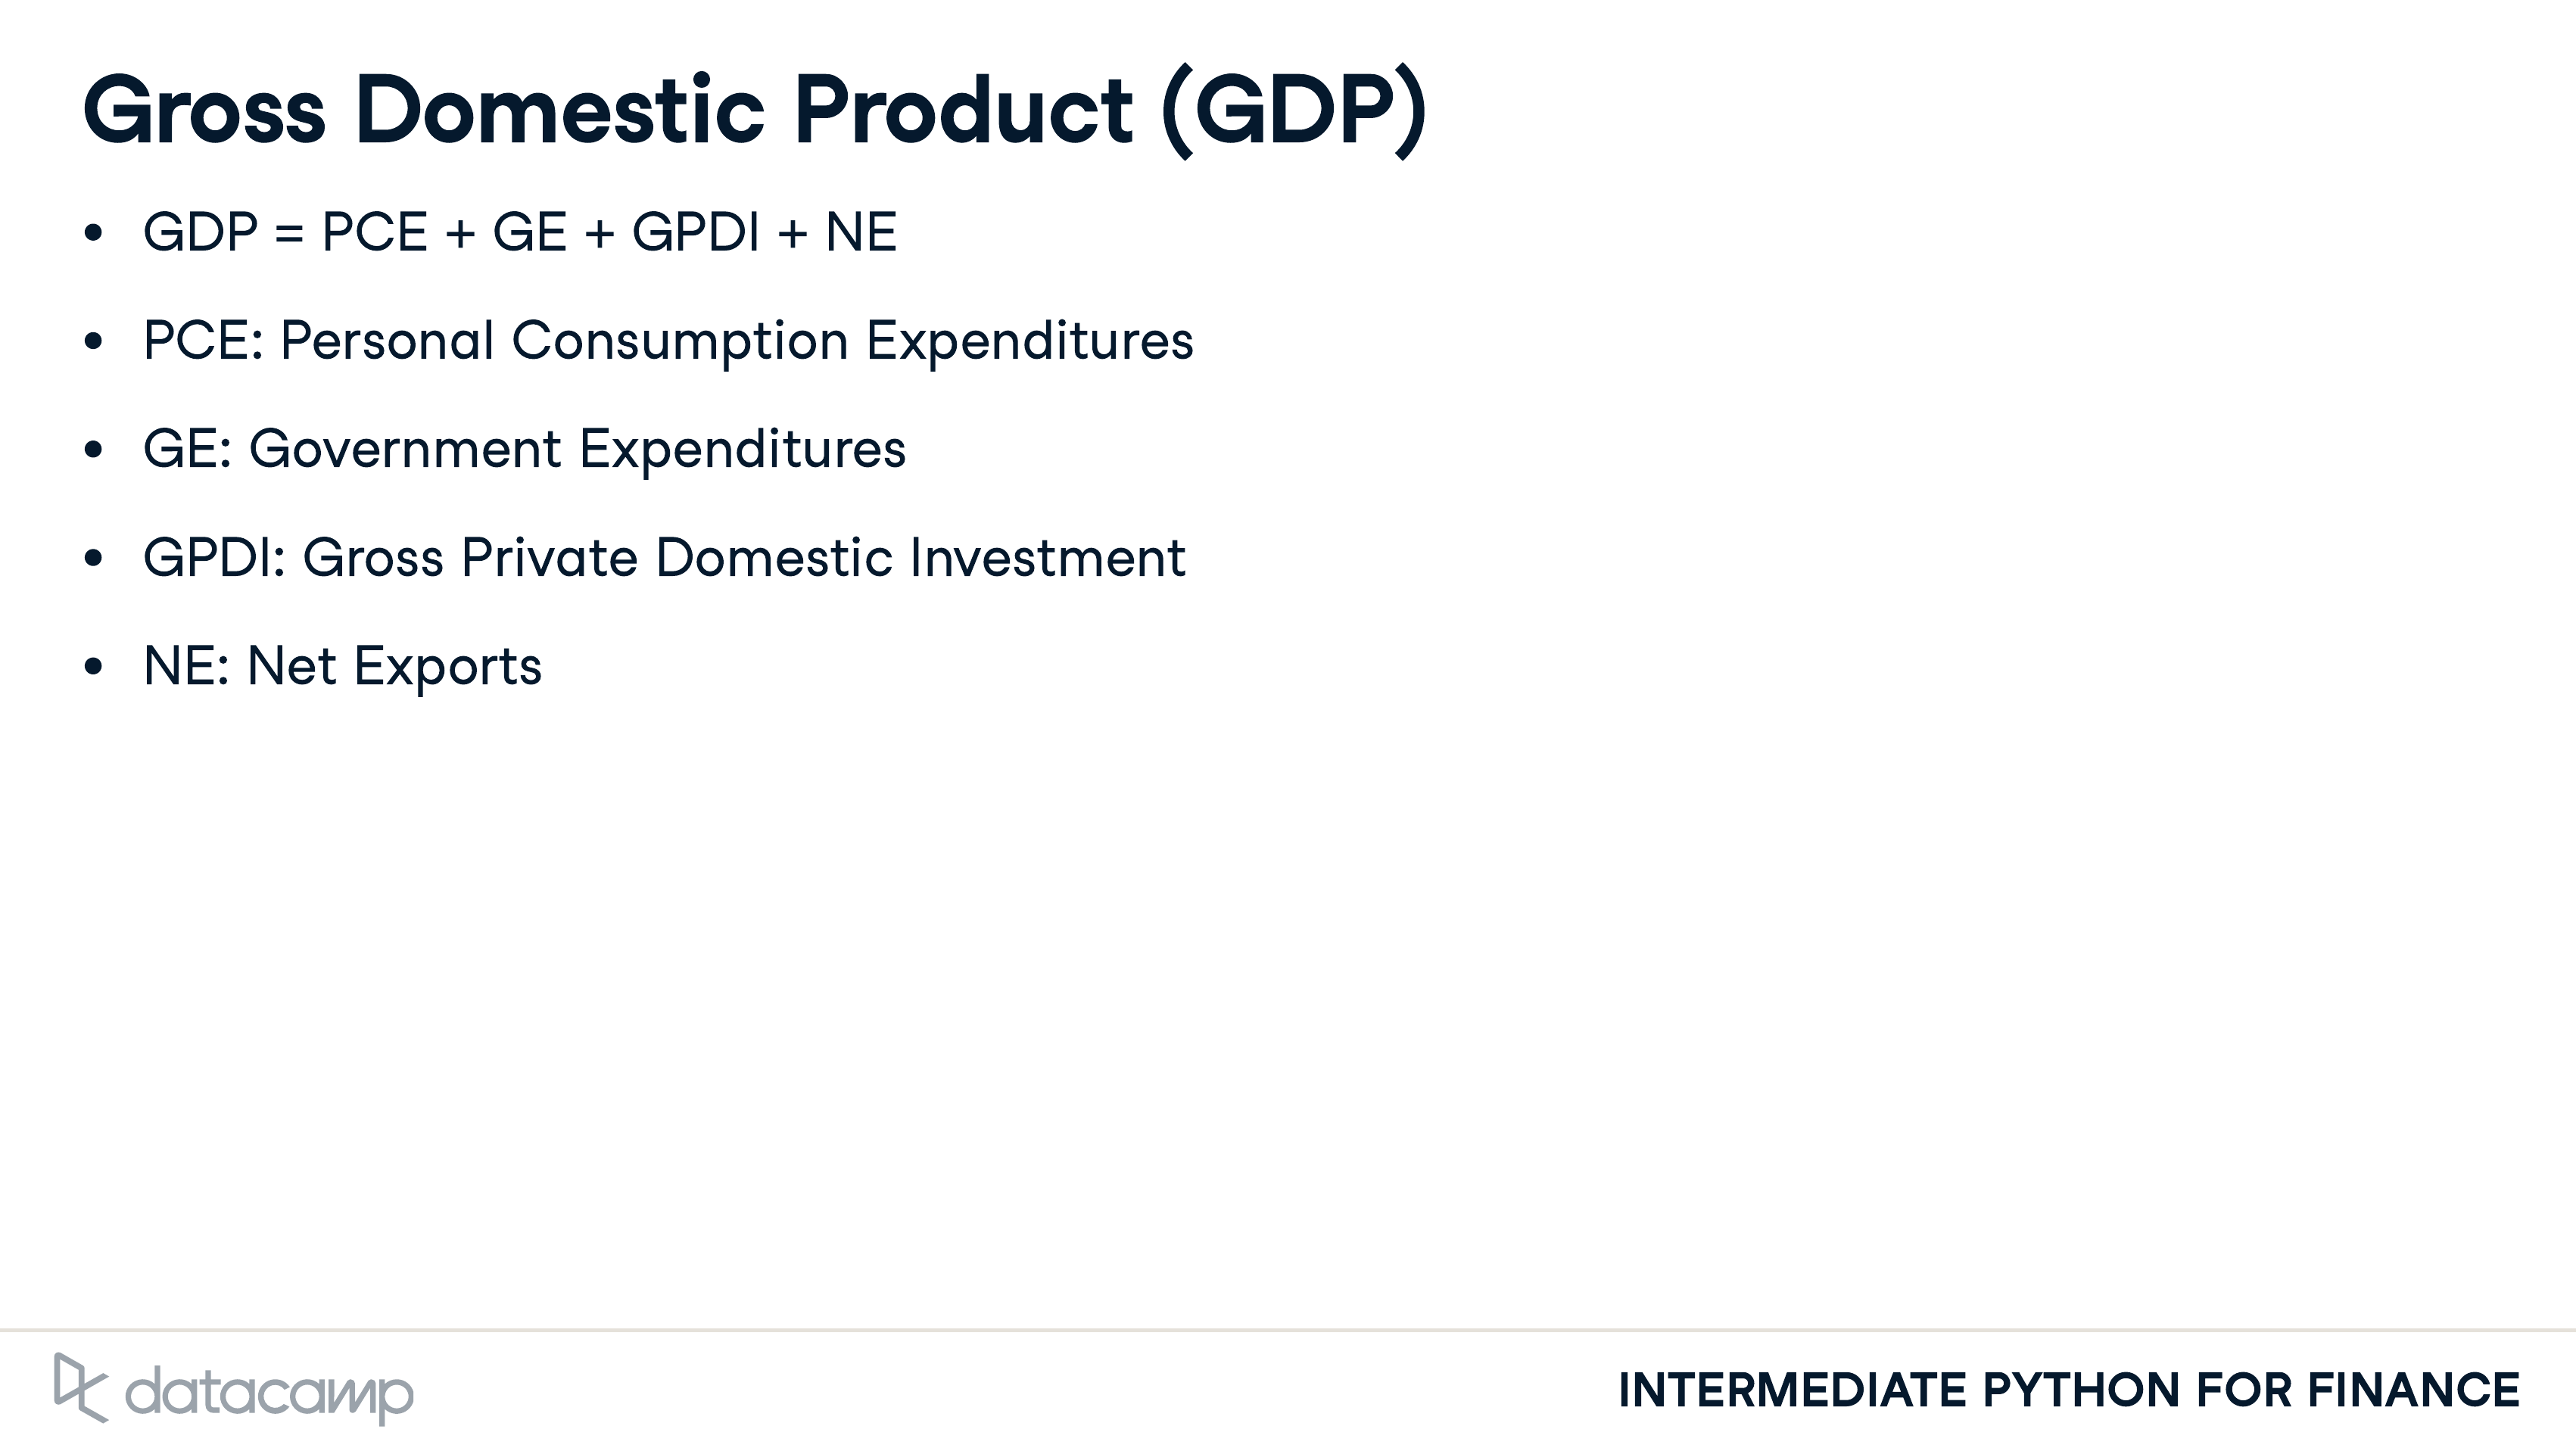 Gross Domestic Product (GDP)
• GDP = PCE + GE + GPDI + NE
• PCE: Personal Consumption Expenditures
• GE: Government Expenditures
• GPDI: Gross Private Domestic Investment
• NE: Net Exports
datacamp
INTERMEDIATE PYTHON FOR FINANCE